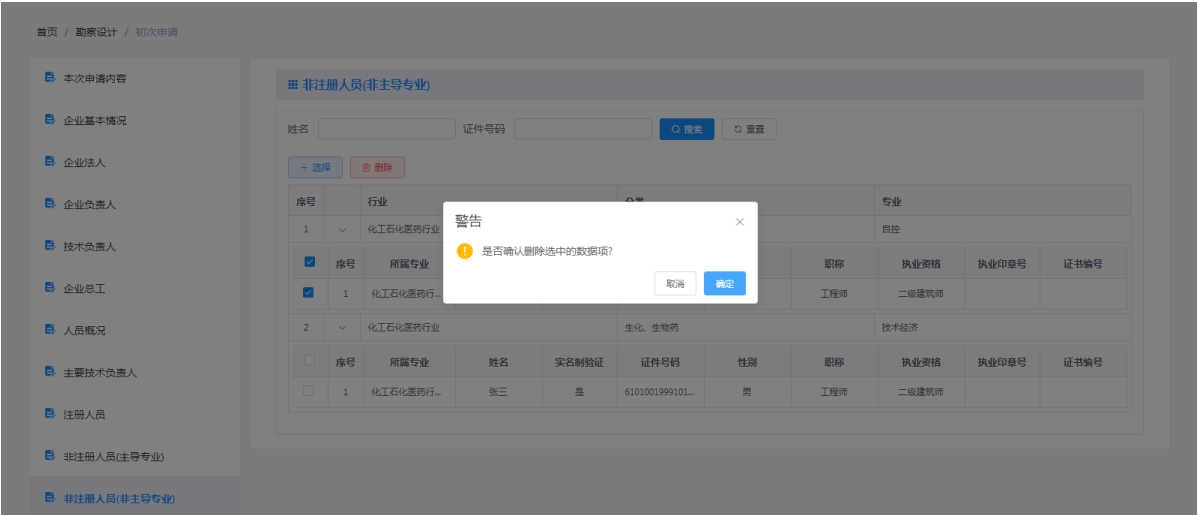 首页 / 勘察设计 / 初次申请
本次申请内容
企业基本情况
企业法人
企业负责人
技术负责人
企业总工
人员概况
主要技术负责人
注册人员
非注册人员(主导专业)
非注册人员(非主导专业)
非注册人员(非主导专业)
姓名 证件号码 搜索 重置
+ 选择 删除
序号 行业 专业
1 化工石化医药行业 自控
序号 所属专业 职称 执业资格 执业印章号 证书编号
1 化工石化医药行... 工程师 二级建筑师
2 化工石化医药行业 生化、生物药 技术经济
序号 所属专业 姓名 实名制验证 证件号码 性别 职称 执业资格 执业印章号 证书编号
1 化工石化医药行... 张三 是 6101001999101... 男 工程师 二级建筑师
警告
是否确认删除选中的数据项?
取消 确定